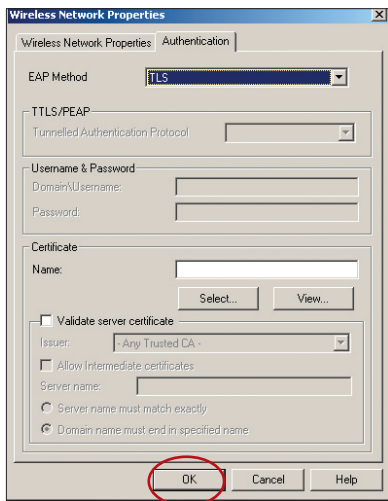 Wireless Network Properties
Wireless Network Properties Authentication
EAP Method TLS
TTLS/PEAP
Tunnelled Authentication Protocol
Username & Password
Domain\Username:
Password:
Certificate
Name:
Select... View...
Validate server certificate
Issuer: - Any Trusted CA -
Allow Intermediate certificates
Server name:
Server name must match exactly
Domain name must end in specified name
OK Cancel Help